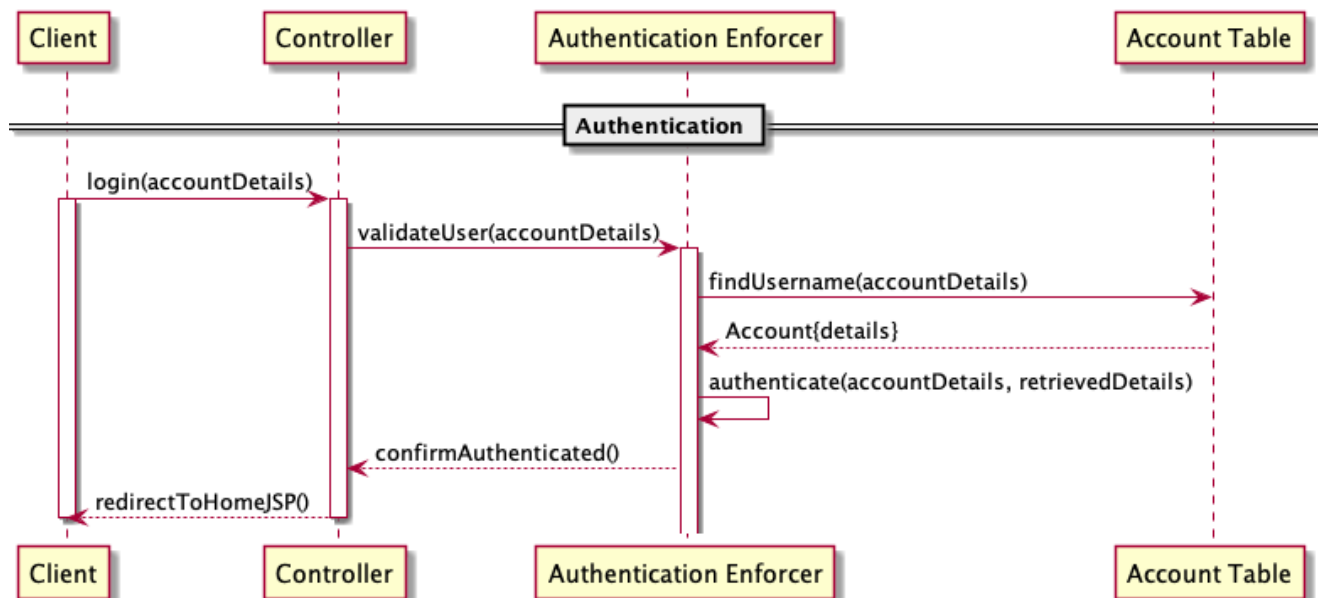 Client
Controller
Authentication Enforcer
Account Table
Authentication
login(accountDetails)
validateUser(accountDetails)
findUsername(accountDetails)
Account{details}
authenticate(accountDetails, retrievedDetails)
confirmAuthenticated()
redirectToHomeJSP()
Client
Controller
Authentication Enforcer
Account Table